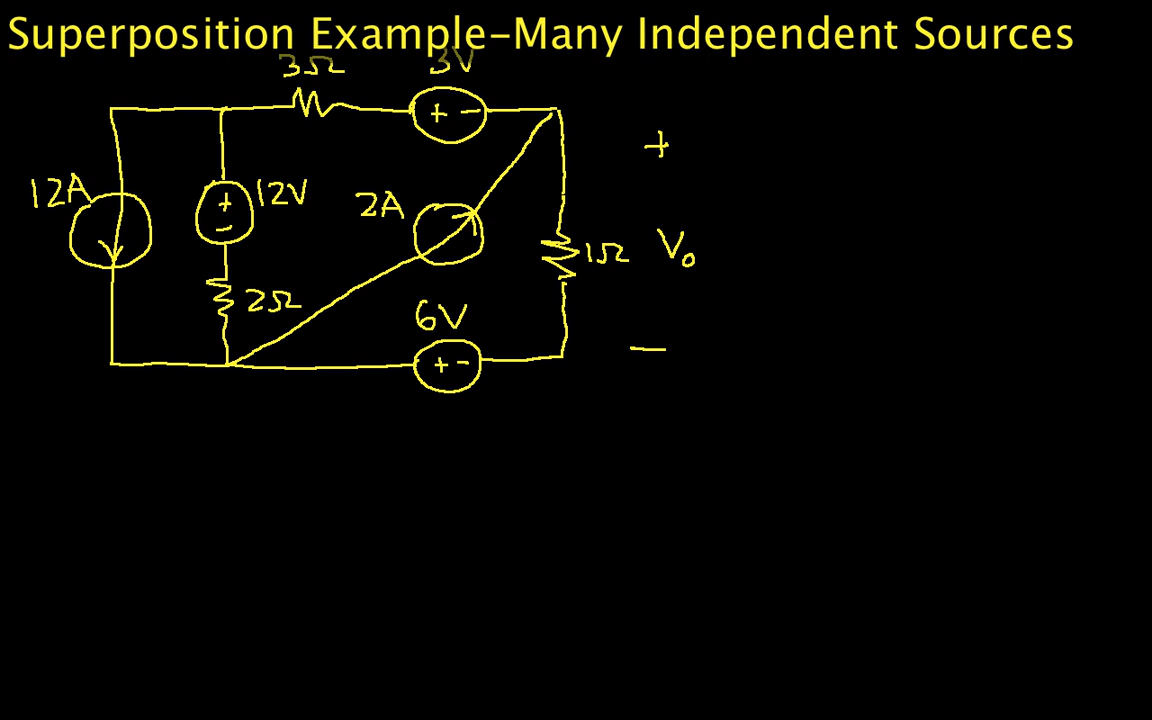 Superposition Example-Many Independent Sources
3Ω 3V
+ -
+
12A
+ 12V
-
2A
1Ω V₀
2Ω
6V
+ -
-